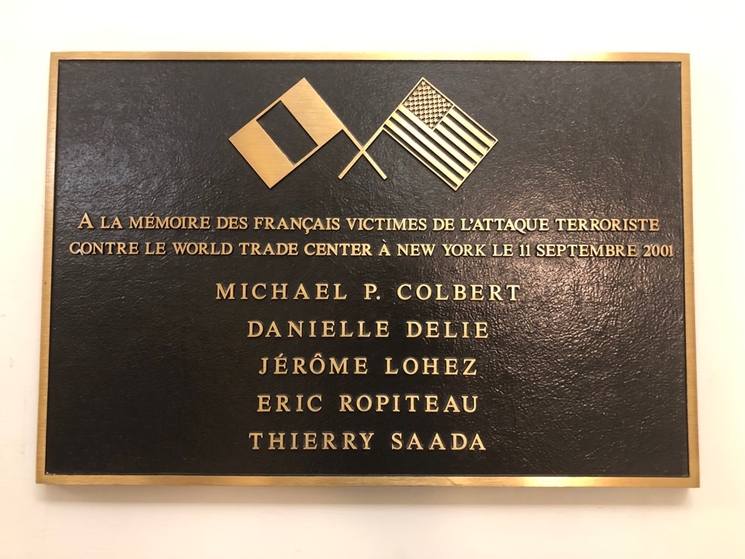 A LA MÉMOIRE DES FRANÇAIS VICTIMES DE L'ATTAQUE TERRORISTE
CONTRE LE WORLD TRADE CENTER À NEW YORK LE 11 SEPTEMBRE 2001
MICHAEL P. COLBERT
DANIELLE DELIE
JÉRÔME LOHEZ
ERIC ROPITEAU
THIERRY SAADA